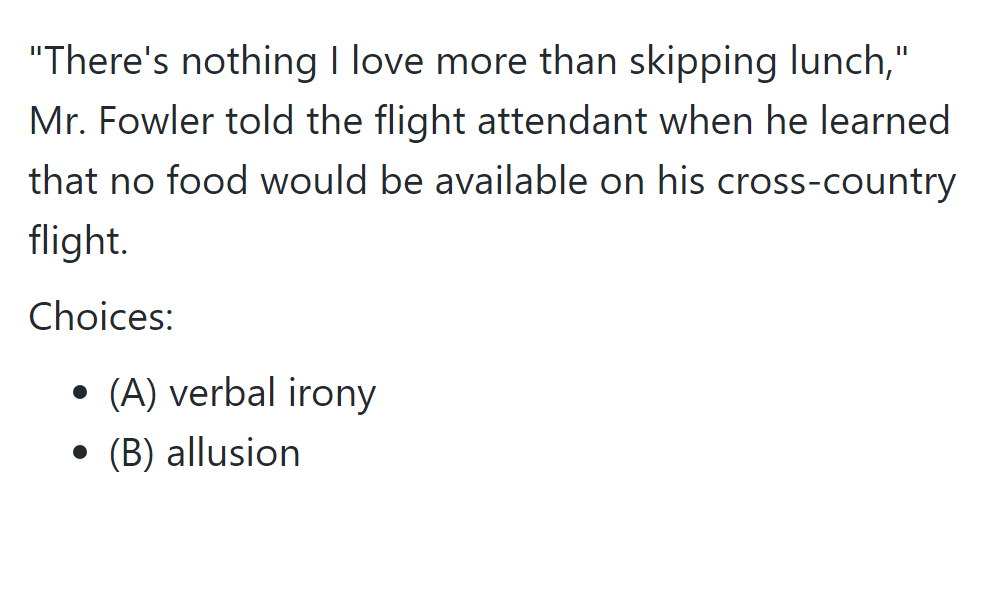 "There's nothing I love more than skipping lunch,"
Mr. Fowler told the flight attendant when he learned
that no food would be available on his cross-country
flight.
Choices:
• (A) verbal irony
• (B) allusion